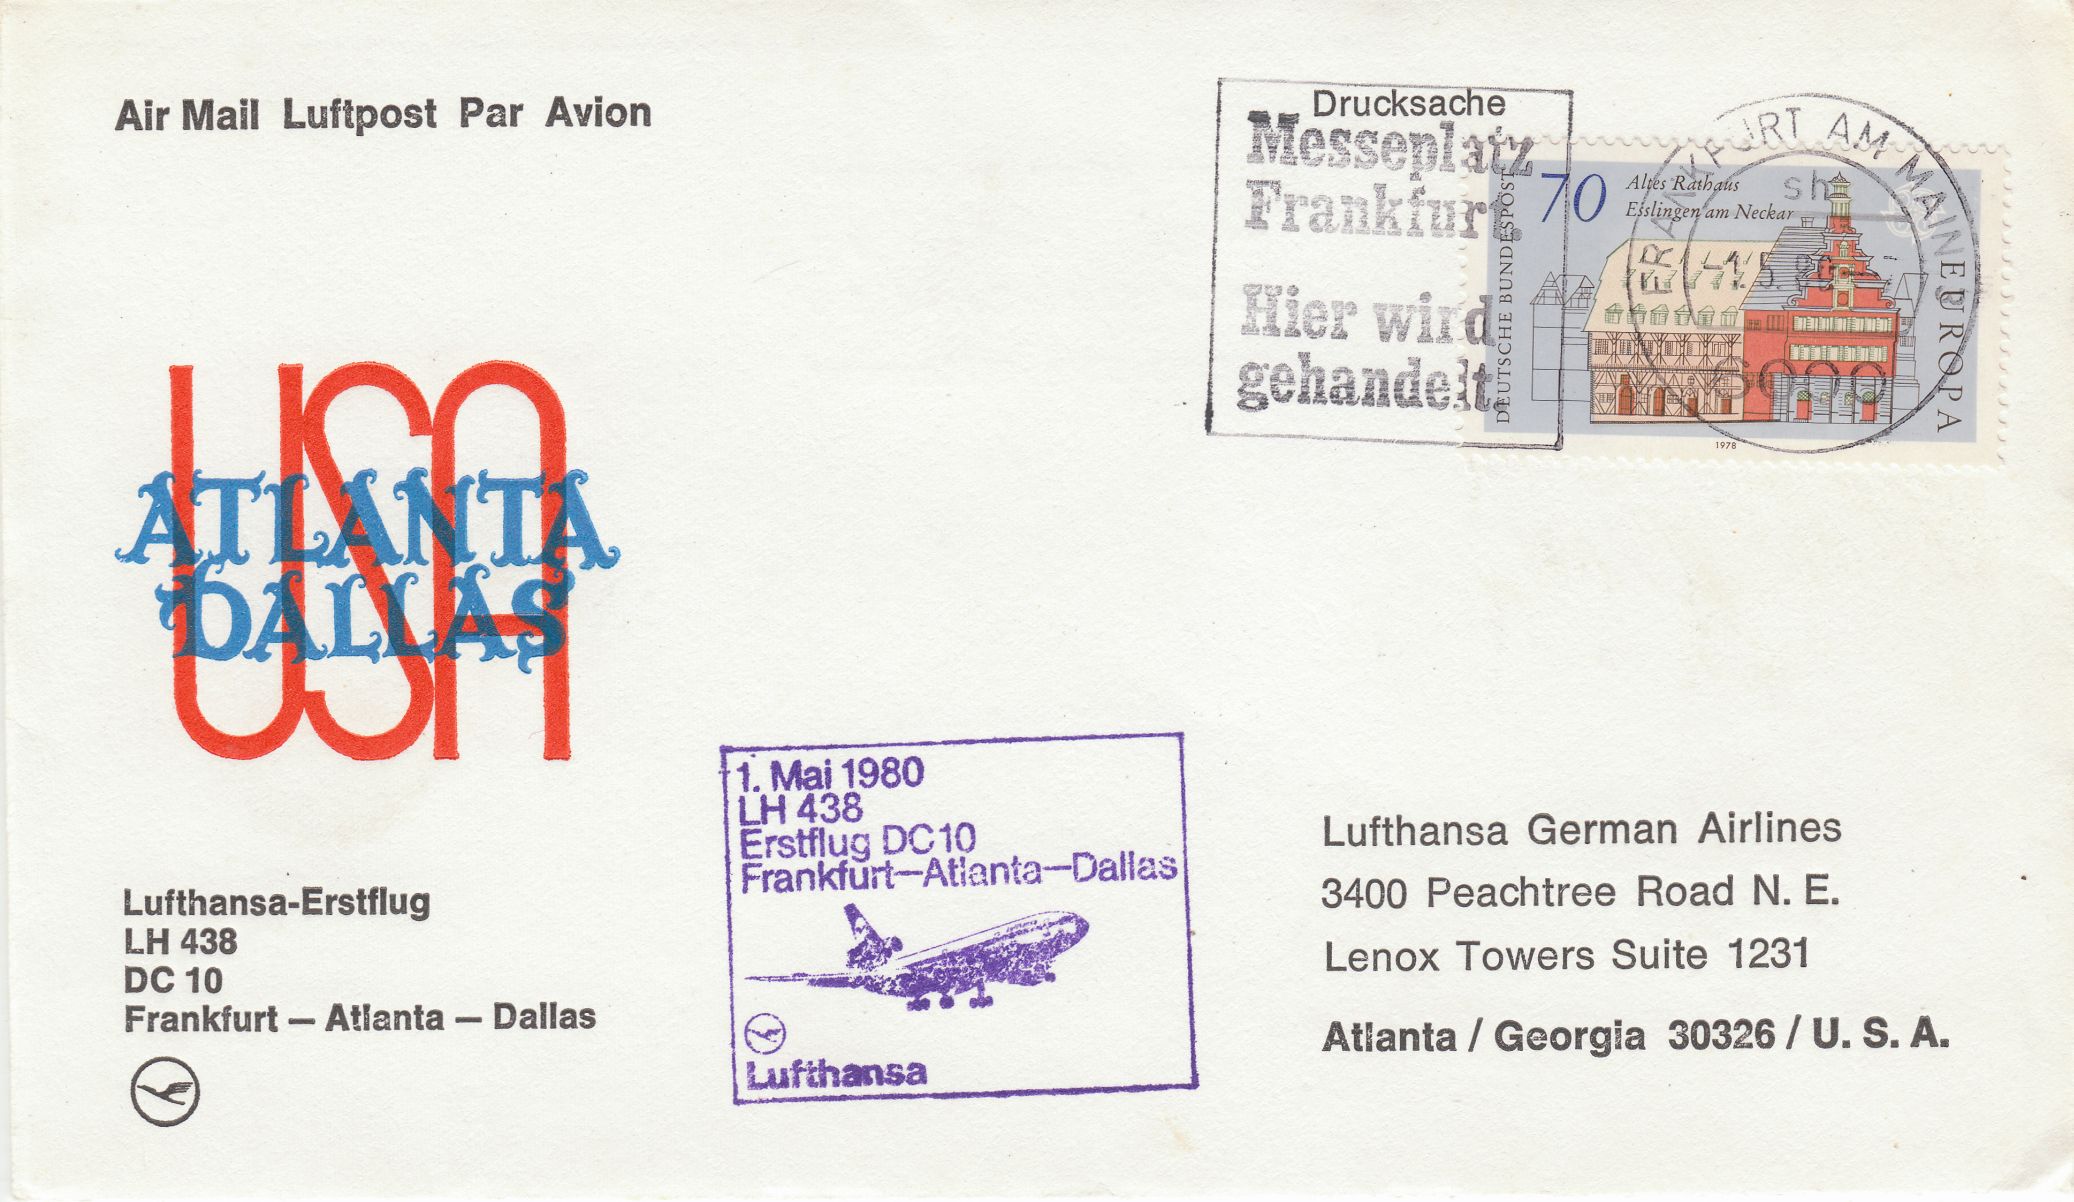 Air Mail Luftpost Par Avion
Drucksache
Messeplatz
Frankfurt.
Hier wird
gehandelt.
FRANKFURT AM MAIN
sh
6000
70
Altes Rathaus
Esslingen am Neckar
DEUTSCHE BUNDESPOST
EUROPA
1978
USA
ATLANTA
DALLAS
1. Mai 1980
LH 438
Erstflug DC10
Frankfurt–Atlanta–Dallas
Lufthansa
Lufthansa-Erstflug
LH 438
DC 10
Frankfurt – Atlanta – Dallas
Lufthansa German Airlines
3400 Peachtree Road N. E.
Lenox Towers Suite 1231
Atlanta / Georgia 30326 / U. S. A.